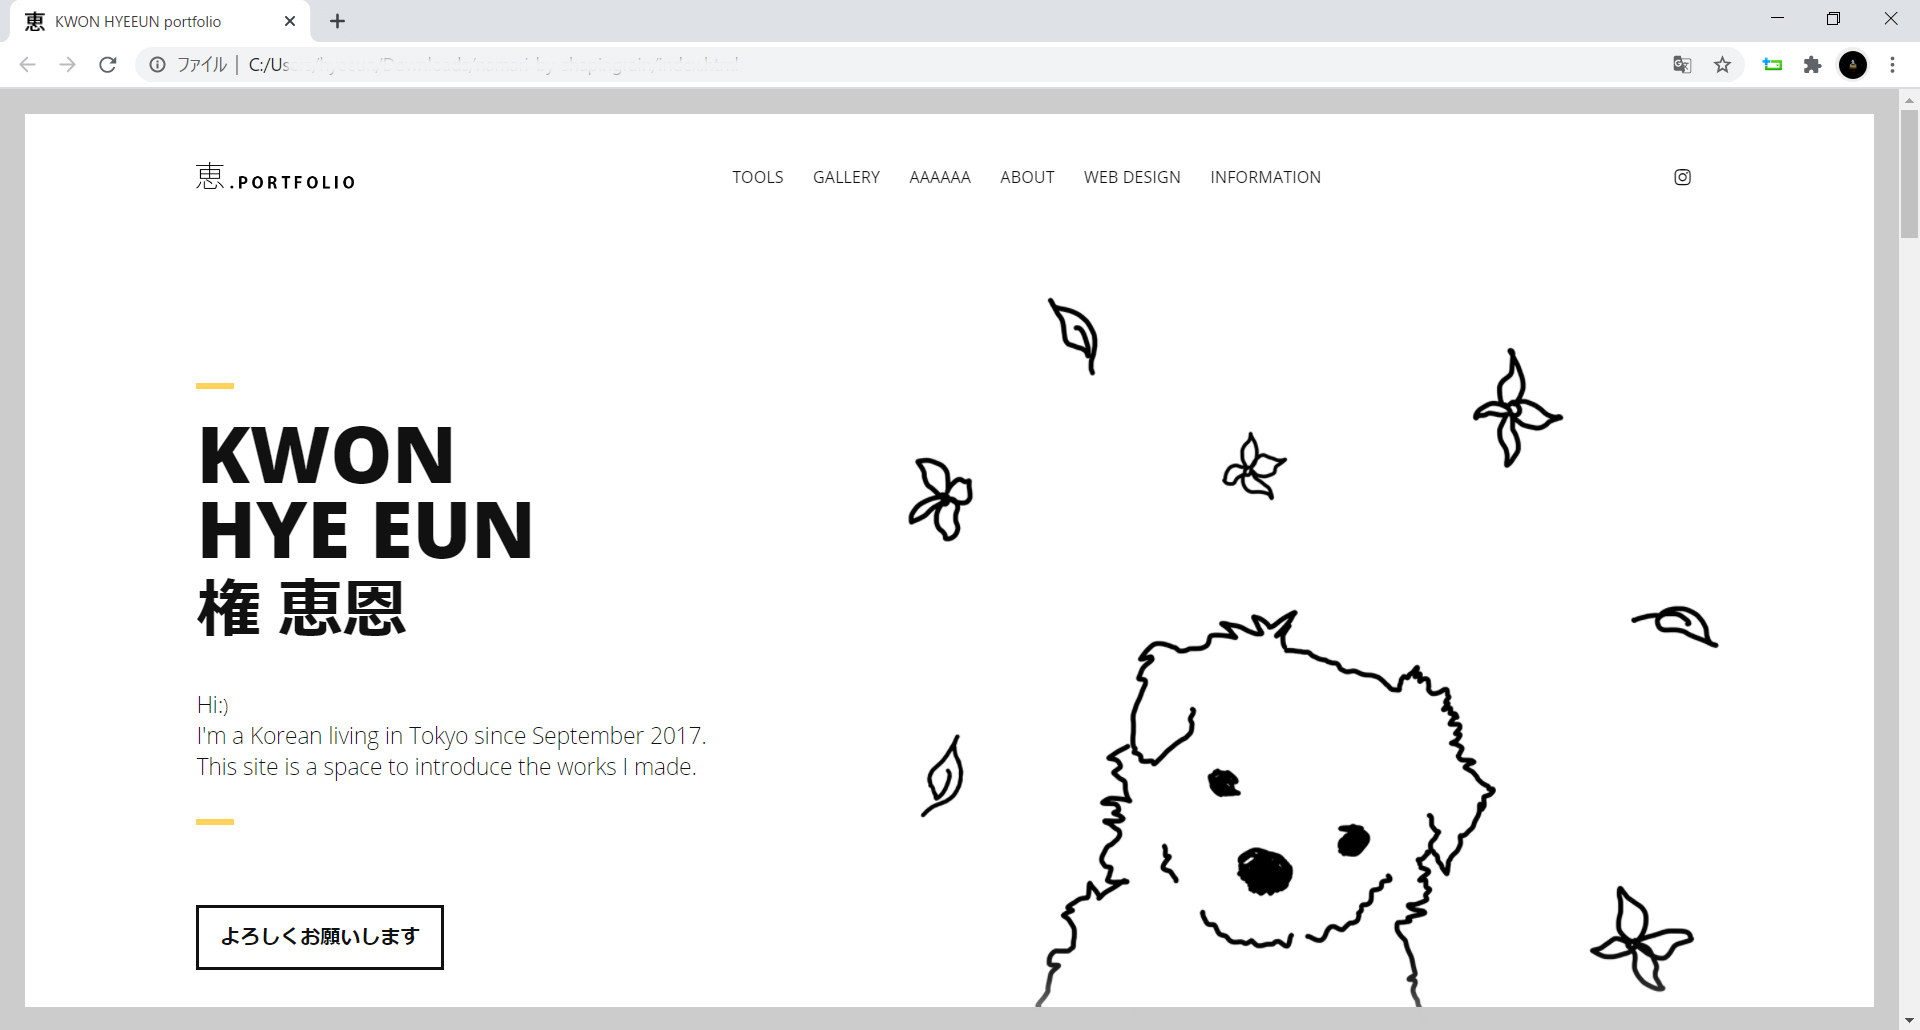 KWON HYEEUN portfolio
ファイル | C:/Us
恵.PORTFOLIO
TOOLS GALLERY AAAAAA ABOUT WEB DESIGN INFORMATION
KWON
HYE EUN
権 恵恩
Hi:)
I'm a Korean living in Tokyo since September 2017.
This site is a space to introduce the works I made.
よろしくお願いします